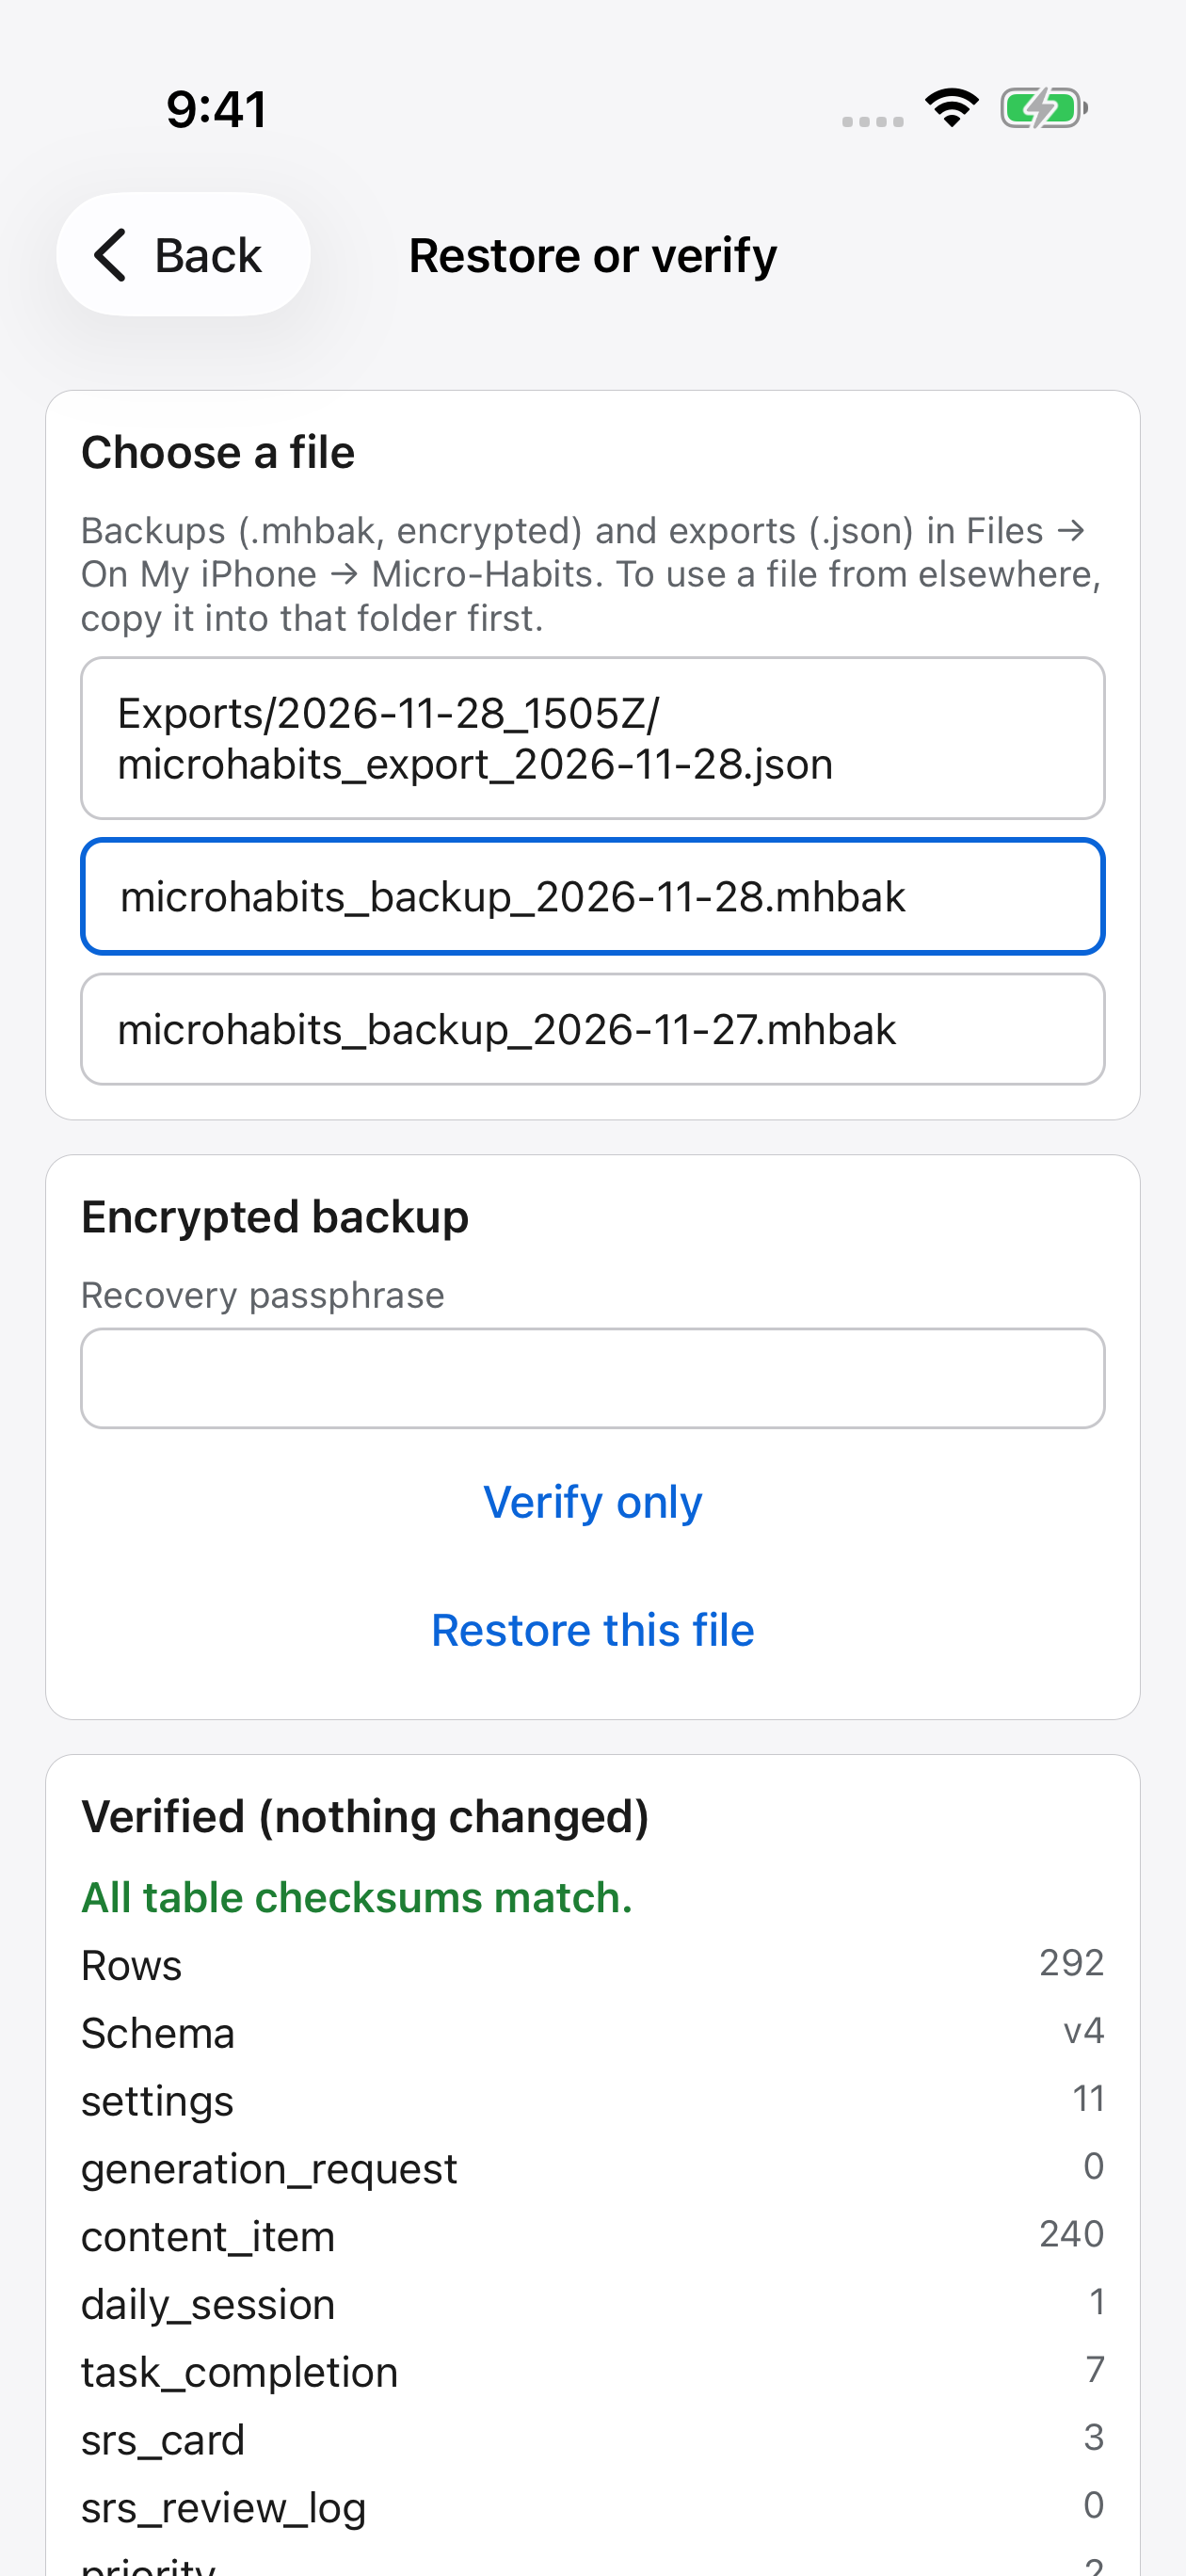 9:41
Back
Restore or verify
Choose a file
Backups (.mhbak, encrypted) and exports (.json) in Files →
On My iPhone → Micro-Habits. To use a file from elsewhere,
copy it into that folder first.
Exports/2026-11-28_1505Z/
microhabits_export_2026-11-28.json
microhabits_backup_2026-11-28.mhbak
microhabits_backup_2026-11-27.mhbak
Encrypted backup
Recovery passphrase
Verify only
Restore this file
Verified (nothing changed)
All table checksums match.
Rows 292
Schema v4
settings 11
generation_request 0
content_item 240
daily_session 1
task_completion 7
srs_card 3
srs_review_log 0
priority 2